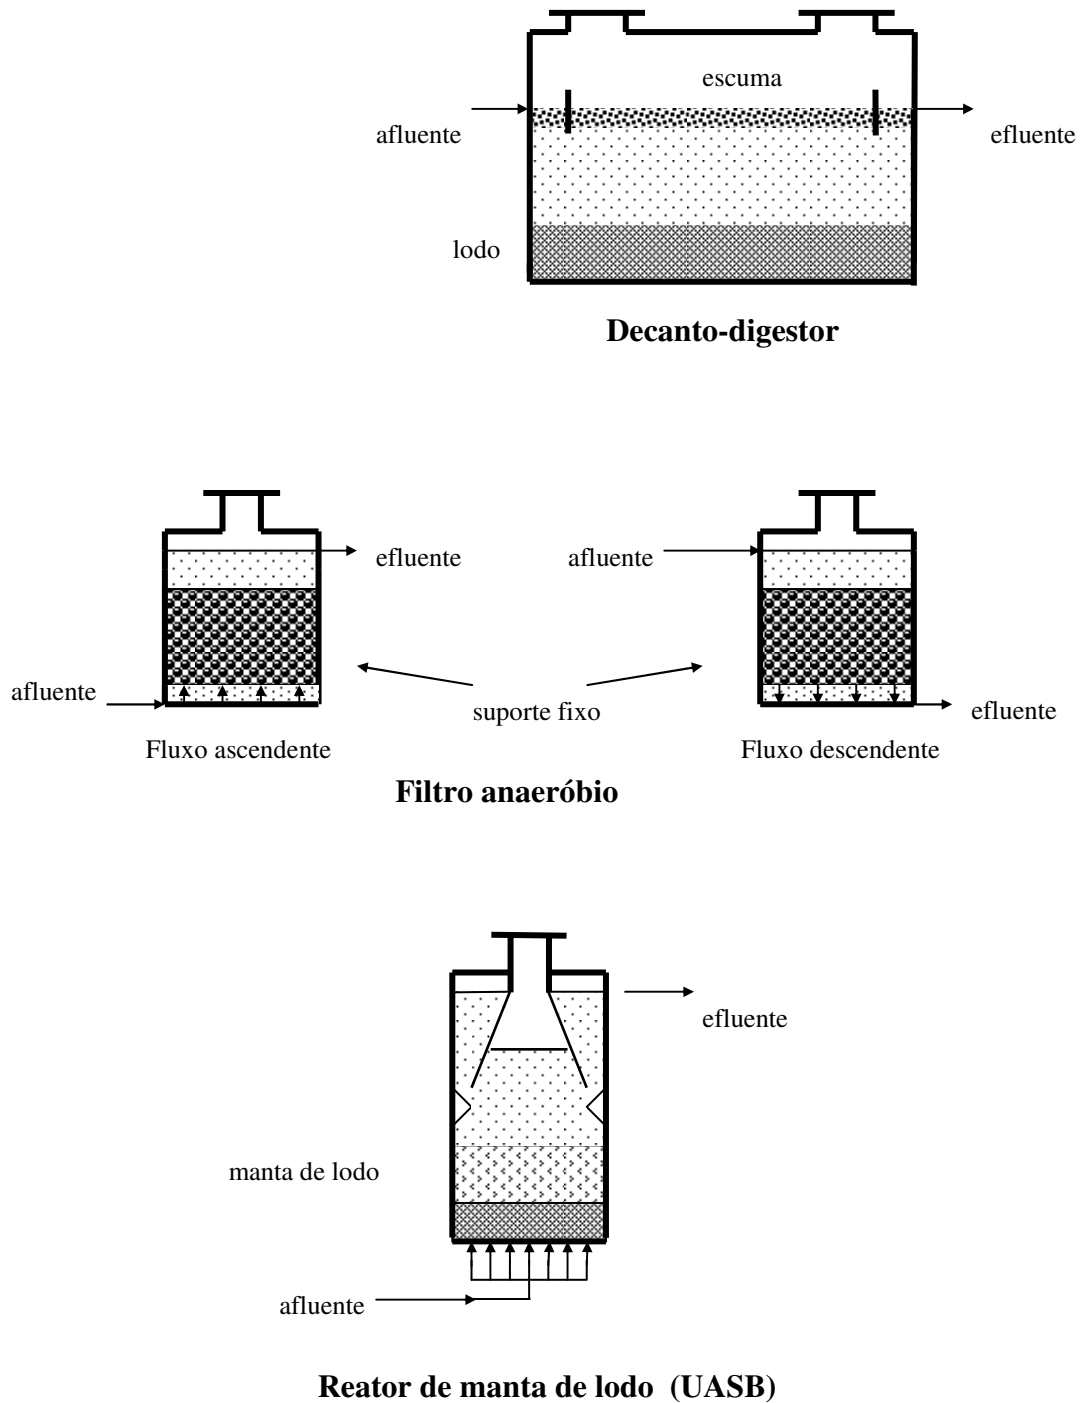 escuma
afluente
efluente
lodo
Decanto-digestor
efluente
afluente
afluente
suporte fixo
efluente
Fluxo ascendente
Fluxo descendente
Filtro anaeróbio
efluente
manta de lodo
afluente
Reator de manta de lodo (UASB)